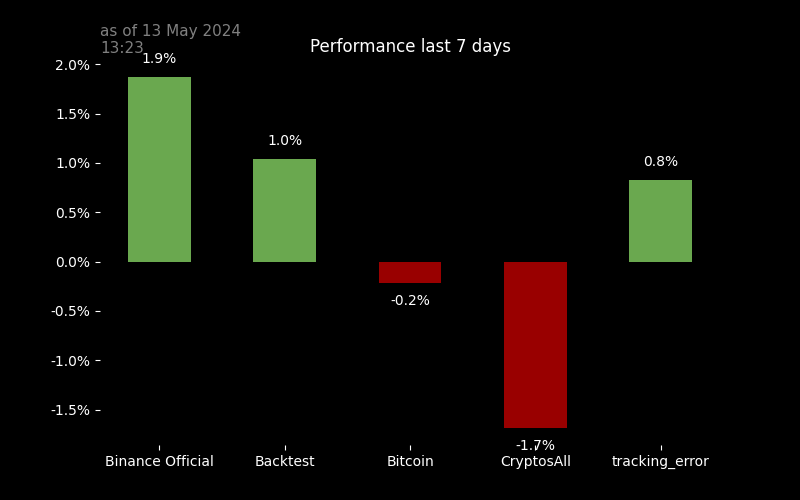 as of 13 May 2024
13:23
Performance last 7 days
2.0%
1.5%
1.0%
0.5%
0.0%
-0.5%
-1.0%
-1.5%
1.9%
1.0%
-0.2%
-1.7%
0.8%
Binance Official
Backtest
Bitcoin
CryptosAll
tracking_error